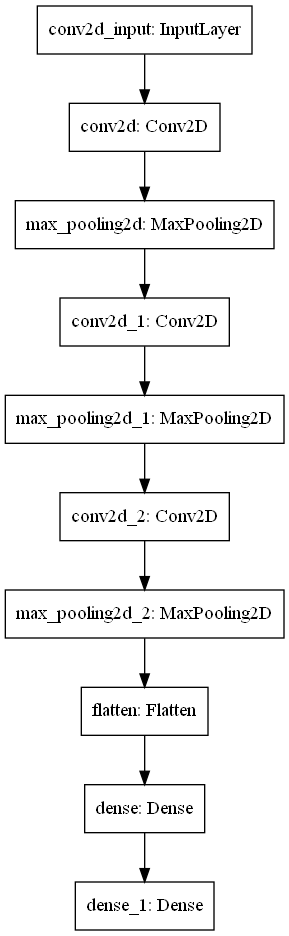 conv2d_input: InputLayer
conv2d: Conv2D
max_pooling2d: MaxPooling2D
conv2d_1: Conv2D
max_pooling2d_1: MaxPooling2D
conv2d_2: Conv2D
max_pooling2d_2: MaxPooling2D
flatten: Flatten
dense: Dense
dense_1: Dense